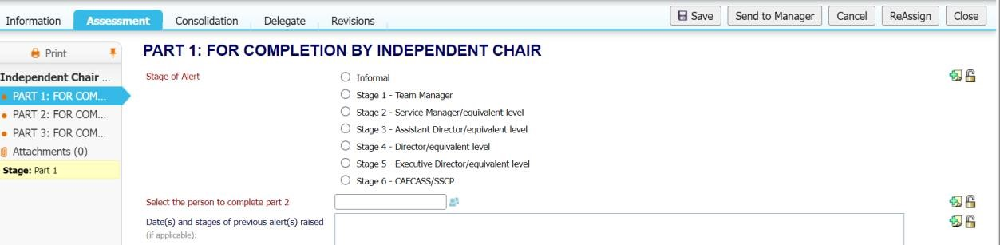 Information Assessment Consolidation Delegate Revisions Save Send to Manager Cancel ReAssign Close
Print
Independent Chair ...
PART 1: FOR COM...
PART 2: FOR COM...
PART 3: FOR COM...
Attachments (0)
Stage: Part 1
PART 1: FOR COMPLETION BY INDEPENDENT CHAIR
Stage of Alert
Informal
Stage 1 - Team Manager
Stage 2 - Service Manager/equivalent level
Stage 3 - Assistant Director/equivalent level
Stage 4 - Director/equivalent level
Stage 5 - Executive Director/equivalent level
Stage 6 - CAFCASS/SSCP
Select the person to complete part 2
Date(s) and stages of previous alert(s) raised
(if applicable):